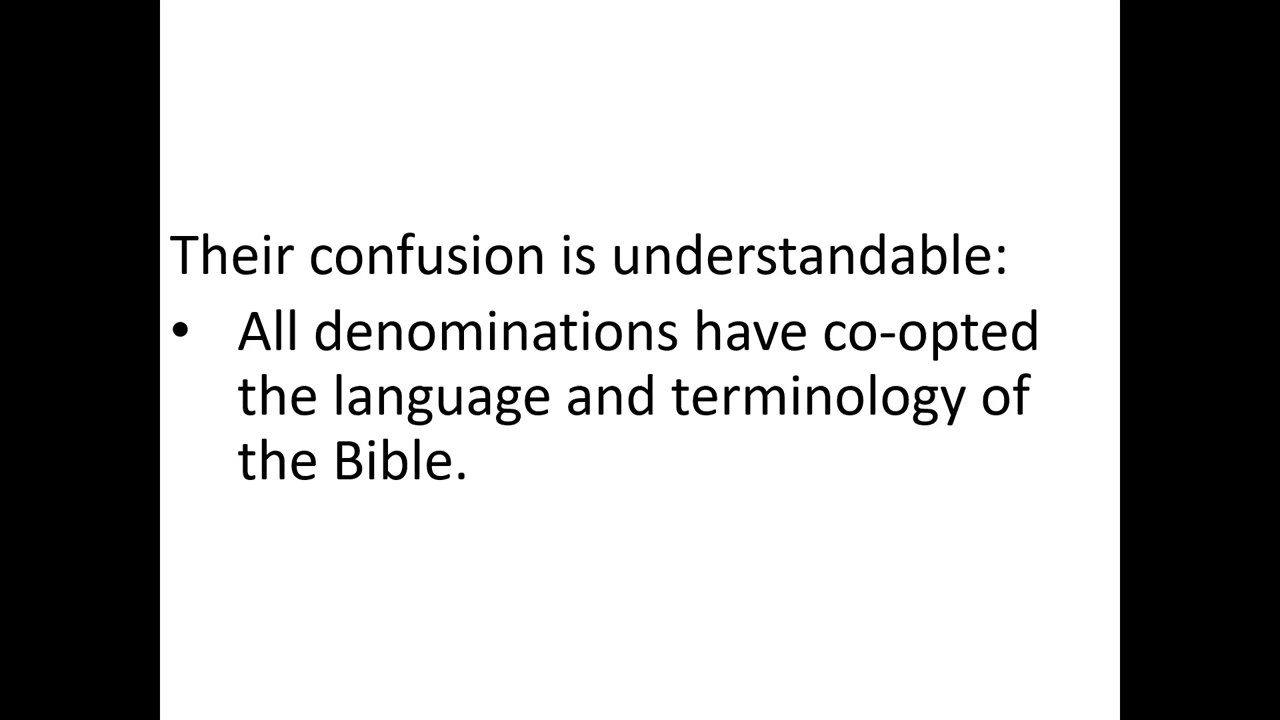 Their confusion is understandable:
• All denominations have co-opted
the language and terminology of
the Bible.